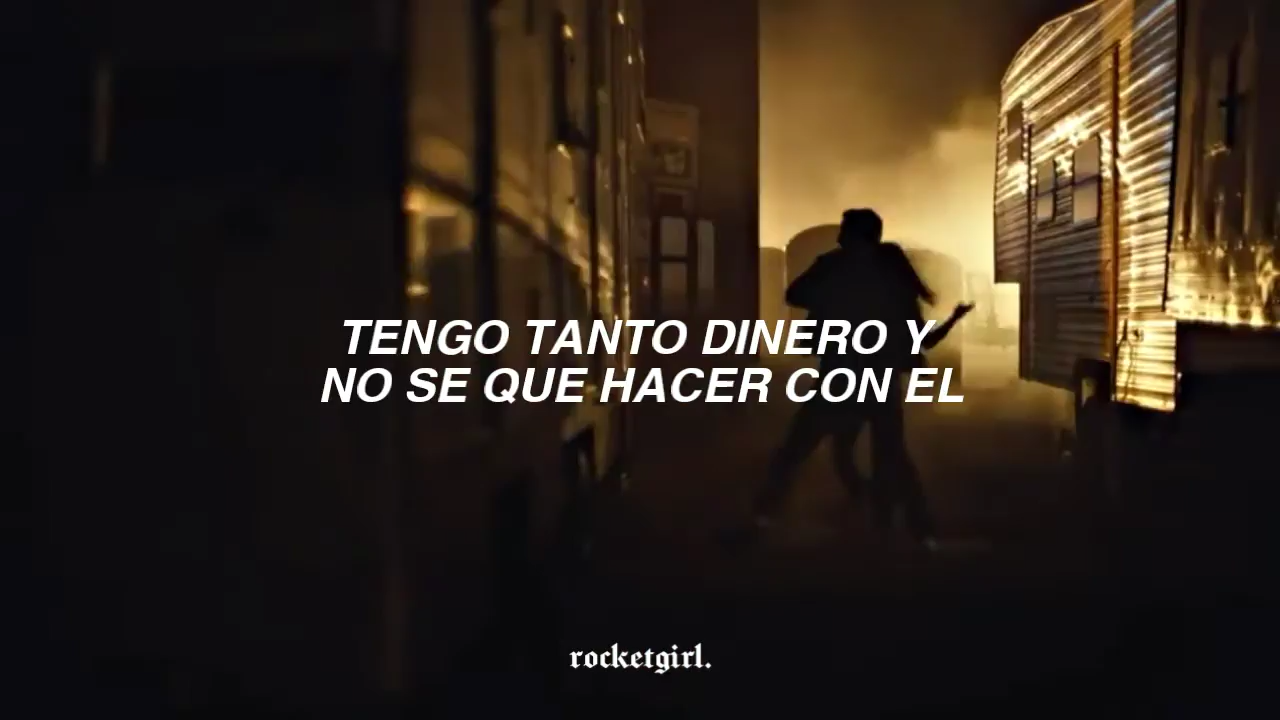 TENGO TANTO DINERO Y
NO SE QUE HACER CON EL
rocketgirl.